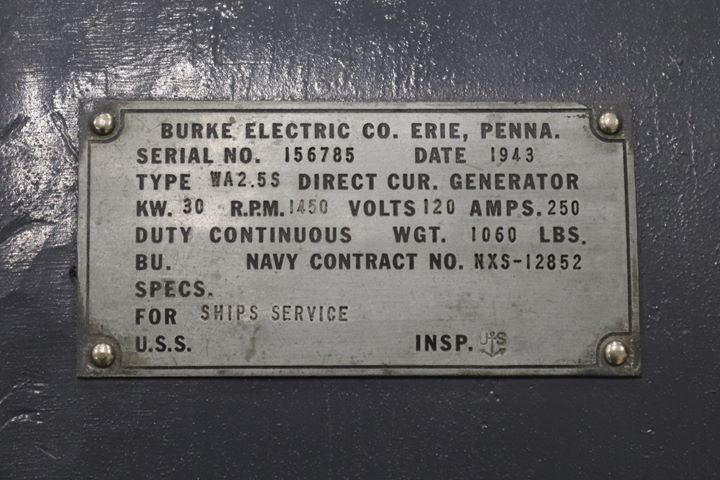 BURKE ELECTRIC CO. ERIE, PENNA.
SERIAL NO. 156785 DATE 1943
TYPE WA2.5S DIRECT CUR. GENERATOR
KW. 30 R.P.M. 1450 VOLTS 120 AMPS. 250
DUTY CONTINUOUS WGT. 1060 LBS.
BU. NAVY CONTRACT NO. NXS-12852
SPECS.
FOR SHIPS SERVICE
U.S.S. INSP. US